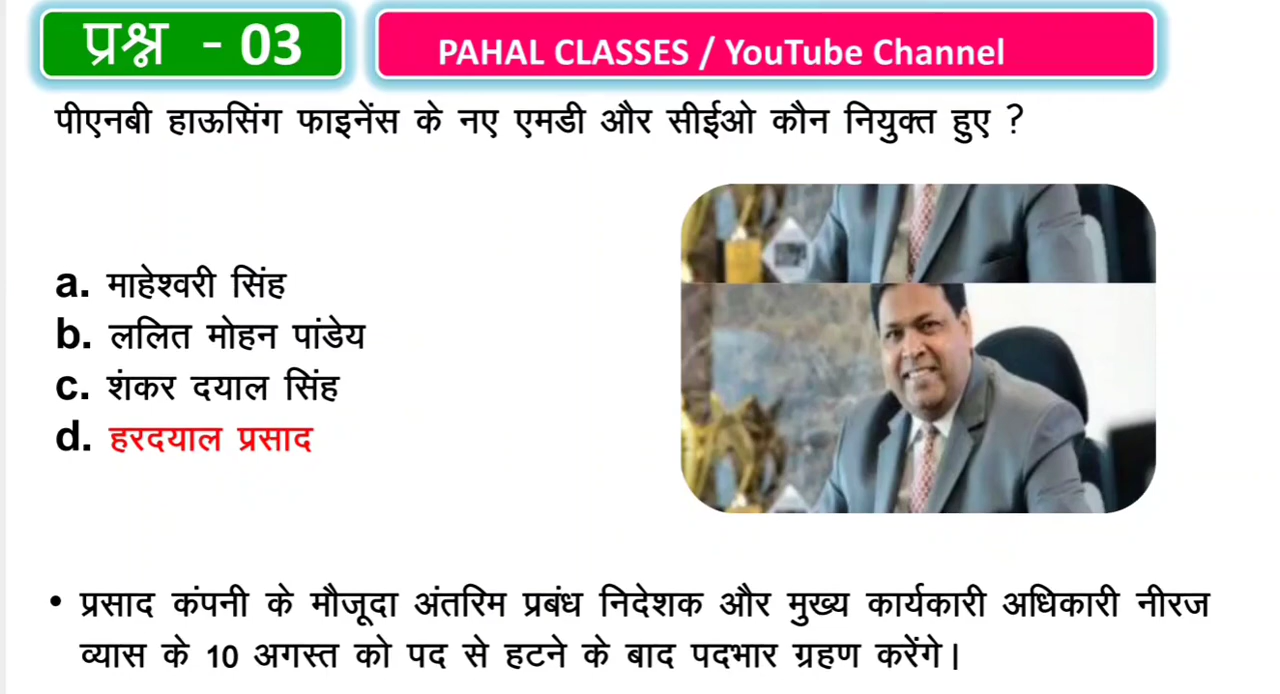 प्रश्न - 03
PAHAL CLASSES / YouTube Channel
पीएनबी हाऊसिंग फाइनेंस के नए एमडी और सीईओ कौन नियुक्त हुए ?
a. माहेश्वरी सिंह
b. ललित मोहन पांडेय
c. शंकर दयाल सिंह
d. हरदयाल प्रसाद
• प्रसाद कंपनी के मौजूदा अंतरिम प्रबंध निदेशक और मुख्य कार्यकारी अधिकारी नीरज
व्यास के 10 अगस्त को पद से हटने के बाद पदभार ग्रहण करेंगे |